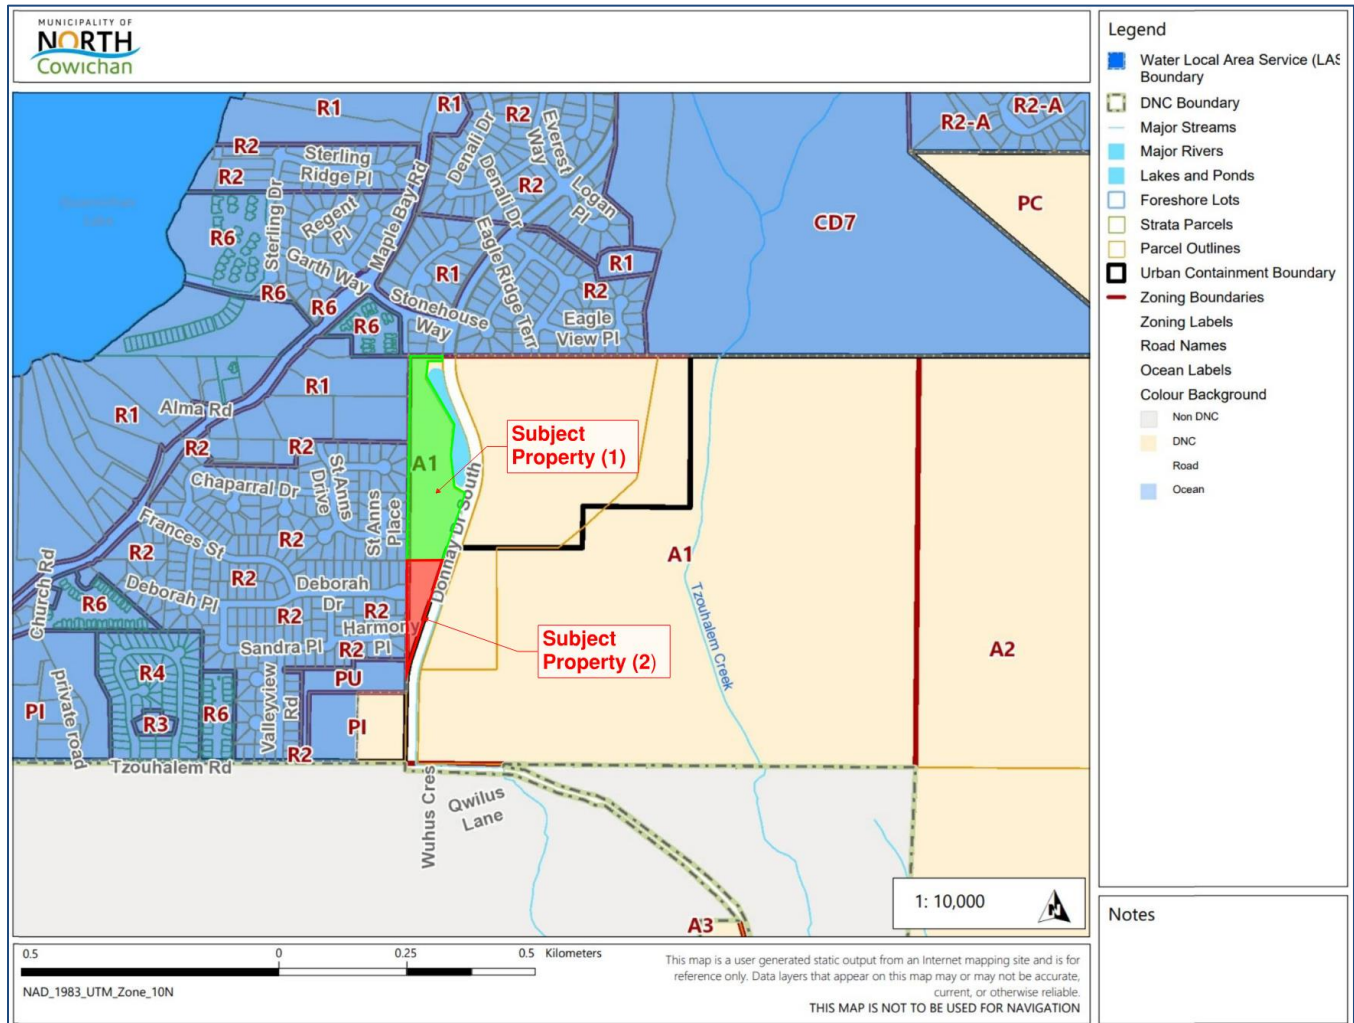 MUNICIPALITY OF
NORTH
Cowichan
R1
R1
R2
R2-A
R2-A
R2
R2
Sterling
Ridge Pl
Denali Dr
Everest
Way
Denali Dr
R2
Logan
Pl
PC
R6
Sterling Dr
Regent
Pl
Maple Bay Rd
CD7
Garth Way
R1
Eagle Ridge Terr
R1
R6
R6
R2
R6
Stonehouse
Way
Eagle
View Pl
R1
R1
Alma Rd
R2
R2
A1
Subject
Property (1)
Chaparral Dr
St Anns
Drive
St Anns
Place
Donnay Dr South
Frances St
R2
R2
A1
Church Rd
Deborah Pl
R2
Deborah
Dr
Tzouhalem Creek
R6
R2
R2
Harmony
Pl
Sandra Pl
R2
Subject
Property (2)
A2
R4
PU
Valleyview
Rd
private road
PI
R3
R6
PI
R2
Tzouhalem Rd
Wuhus Cres
Qwilus
Lane
A3
1: 10,000
N
Legend
Water Local Area Service (LAS
Boundary
DNC Boundary
Major Streams
Major Rivers
Lakes and Ponds
Foreshore Lots
Strata Parcels
Parcel Outlines
Urban Containment Boundary
Zoning Boundaries
Zoning Labels
Road Names
Ocean Labels
Colour Background
Non DNC
DNC
Road
Ocean
Notes
0.5 0 0.25 0.5 Kilometers
NAD_1983_UTM_Zone_10N
This map is a user generated static output from an Internet mapping site and is for
reference only. Data layers that appear on this map may or may not be accurate,
current, or otherwise reliable.
THIS MAP IS NOT TO BE USED FOR NAVIGATION